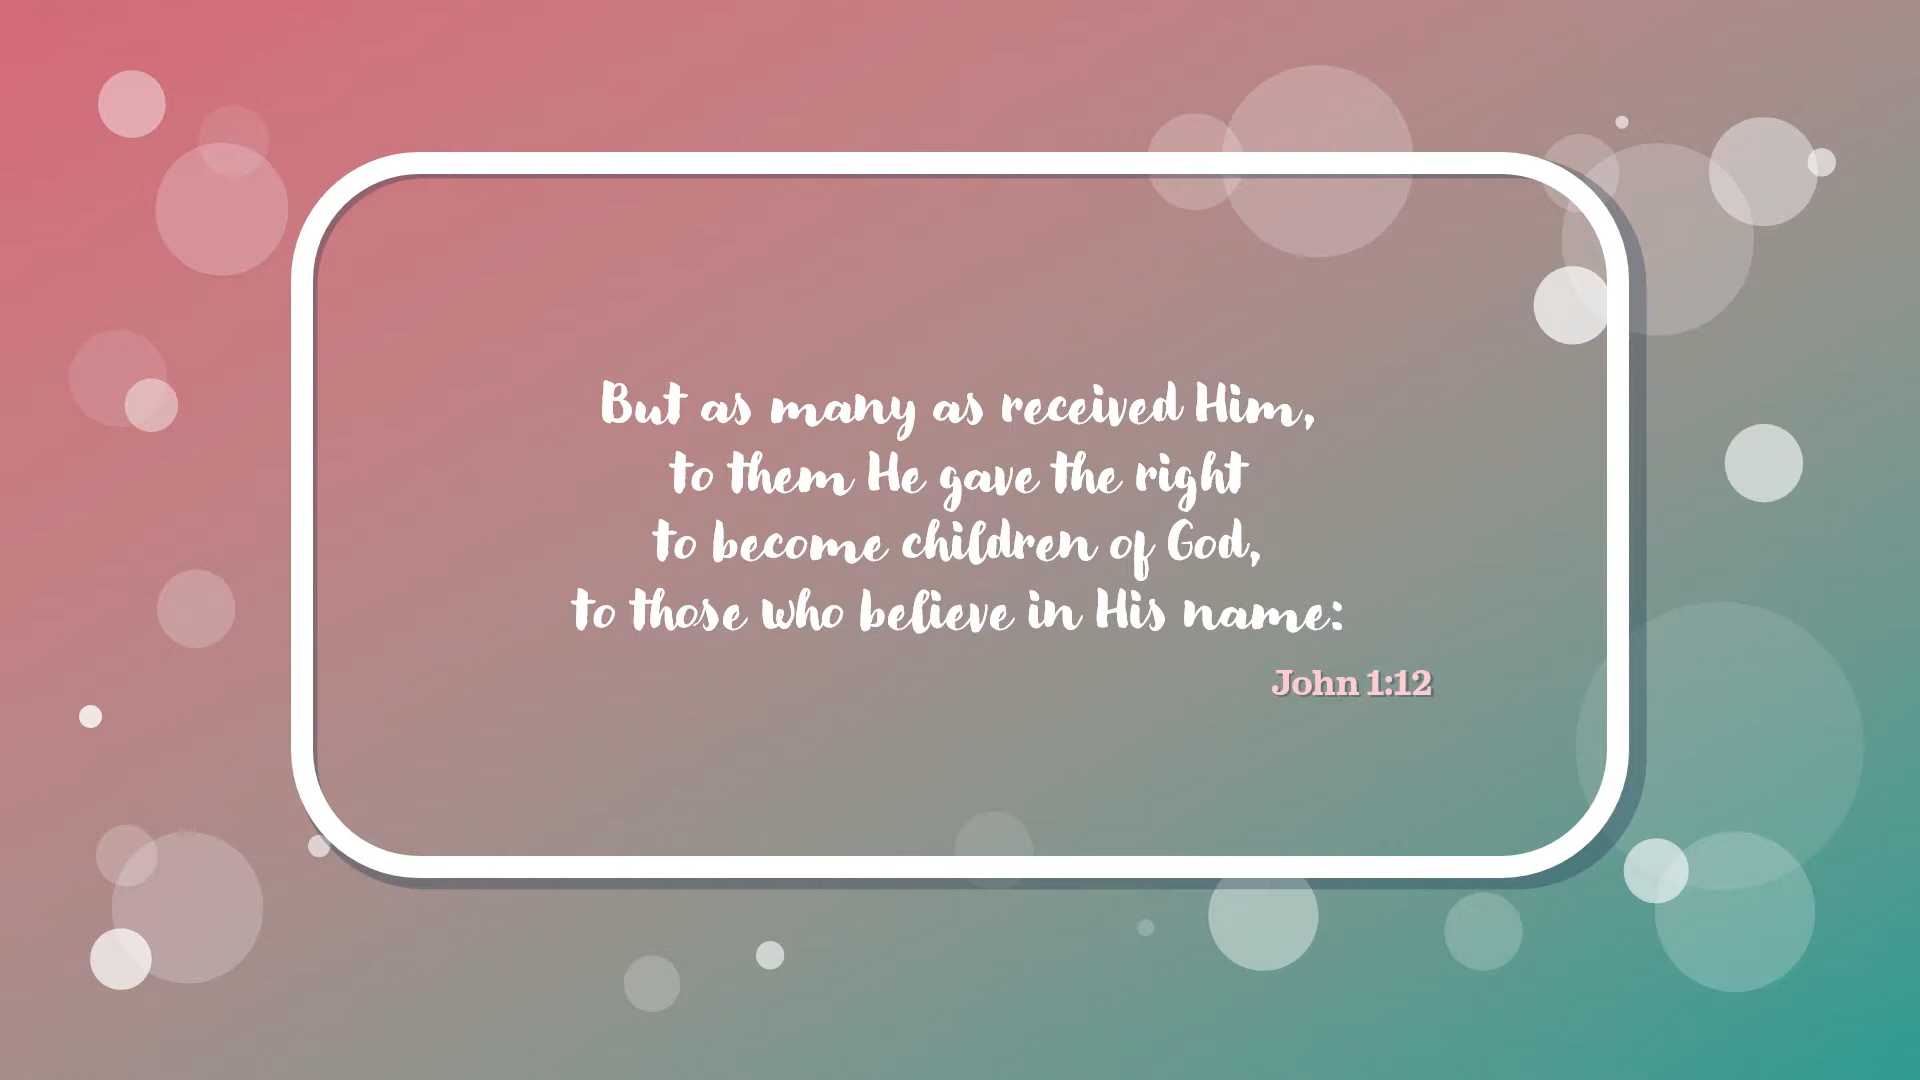 But as many as received Him,
to them He gave the right
to become children of God,
to those who believe in His name:
John 1:12